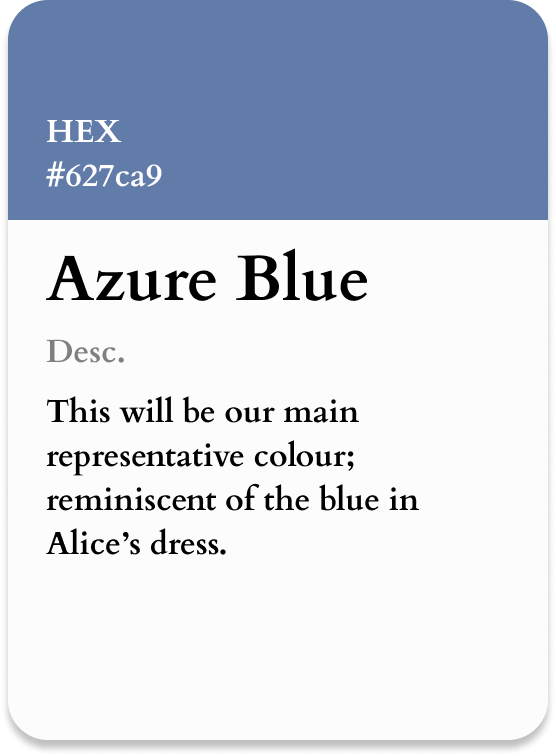 HEX
#627ca9
Azure Blue
Desc.
This will be our main
representative colour;
reminiscent of the blue in
Alice’s dress.